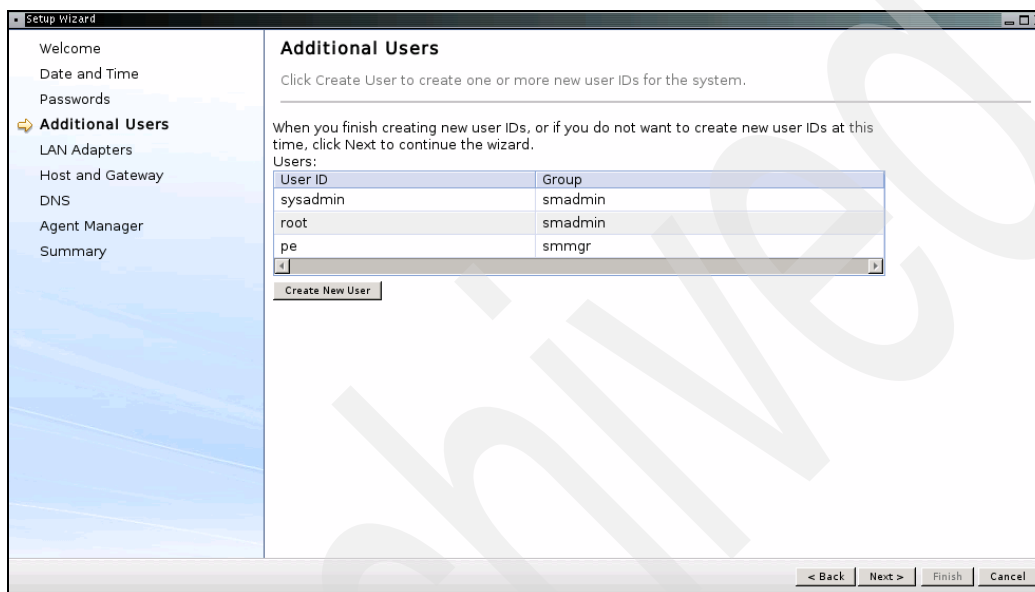 Setup Wizard
Welcome
Date and Time
Passwords
Additional Users
LAN Adapters
Host and Gateway
DNS
Agent Manager
Summary
Additional Users
Click Create User to create one or more new user IDs for the system.
When you finish creating new user IDs, or if you do not want to create new user IDs at this
time, click Next to continue the wizard.
Users:
User ID Group
sysadmin smadmin
root smadmin
pe smmgr
Create New User
< Back Next > Finish Cancel